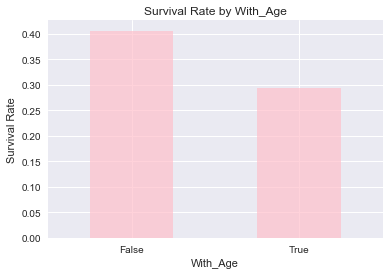 Survival Rate by With_Age
Survival Rate
0.40
0.35
0.30
0.25
0.20
0.15
0.10
0.05
0.00
False
True
With_Age